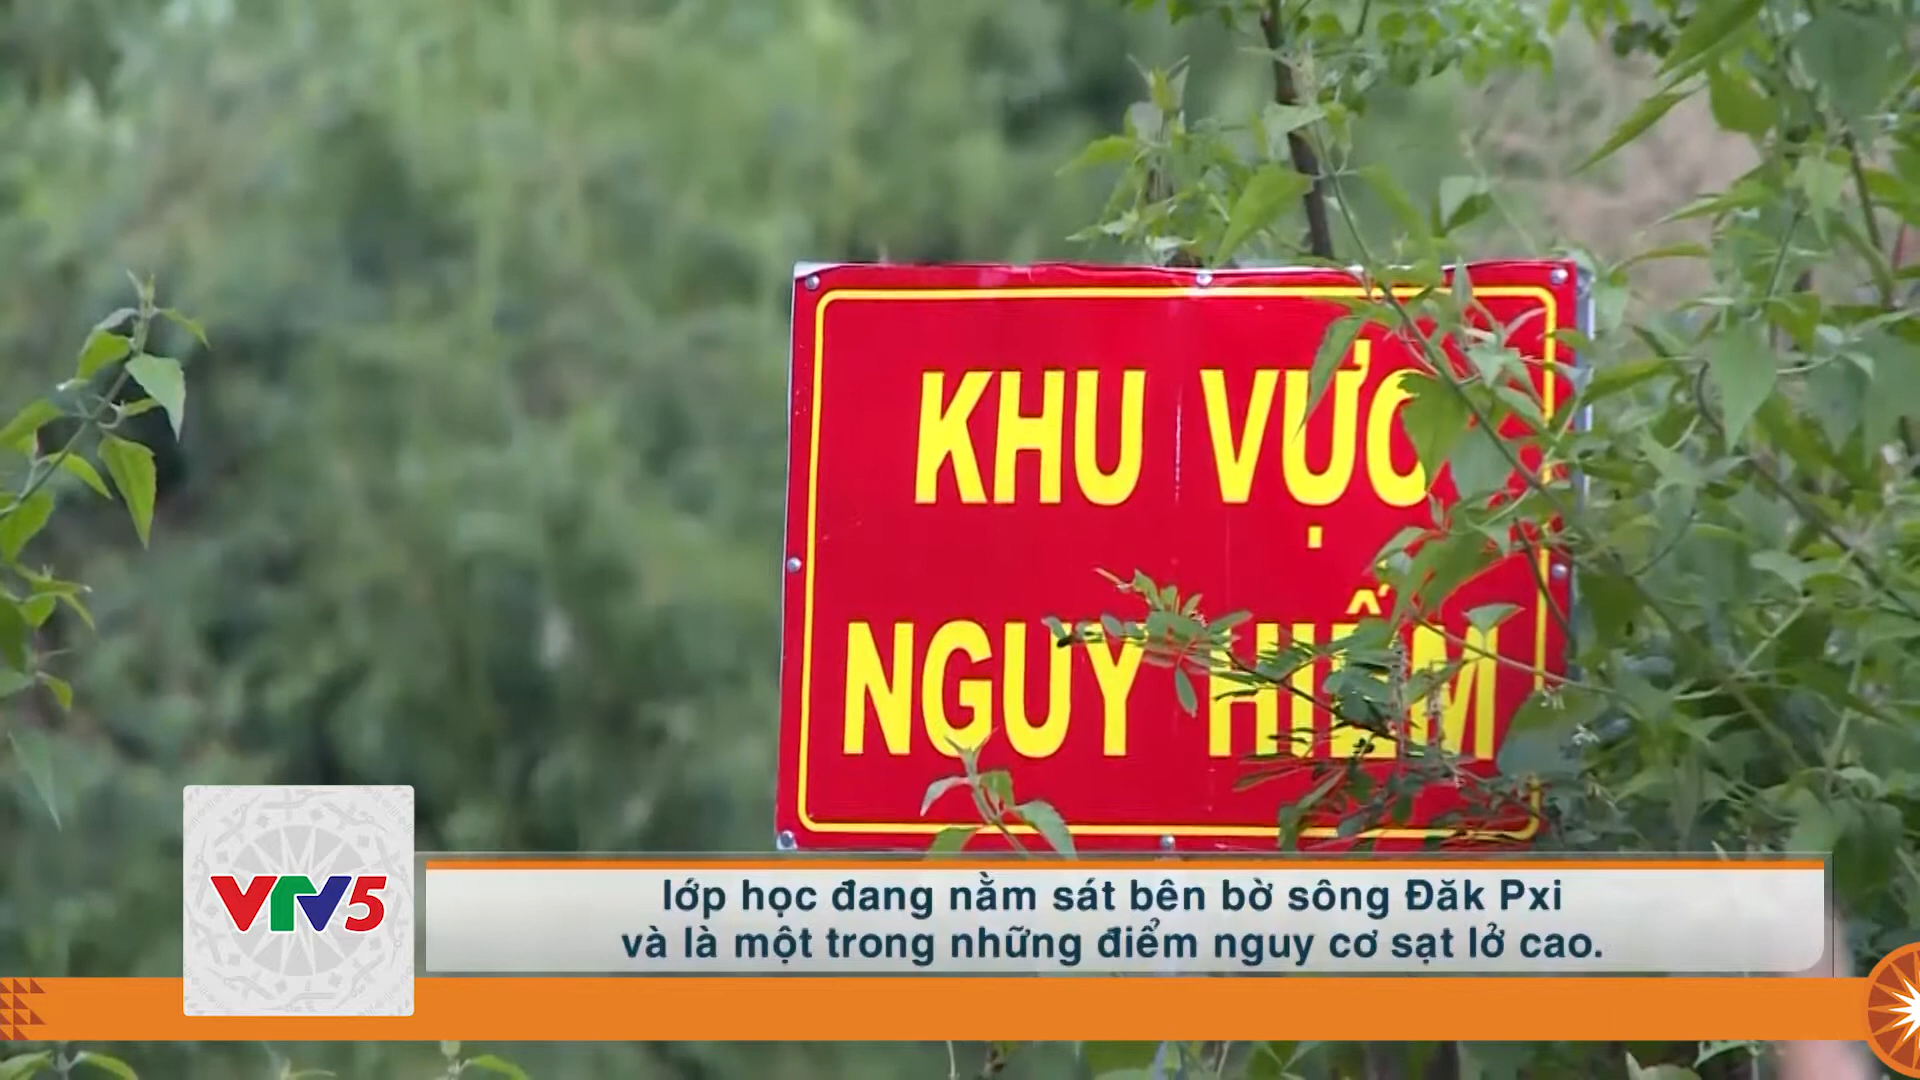 KHU VỰC
NGUY HIỂM
VTV5
lớp học đang nằm sát bên bờ sông Đăk Pxi
và là một trong những điểm nguy cơ sạt lở cao.